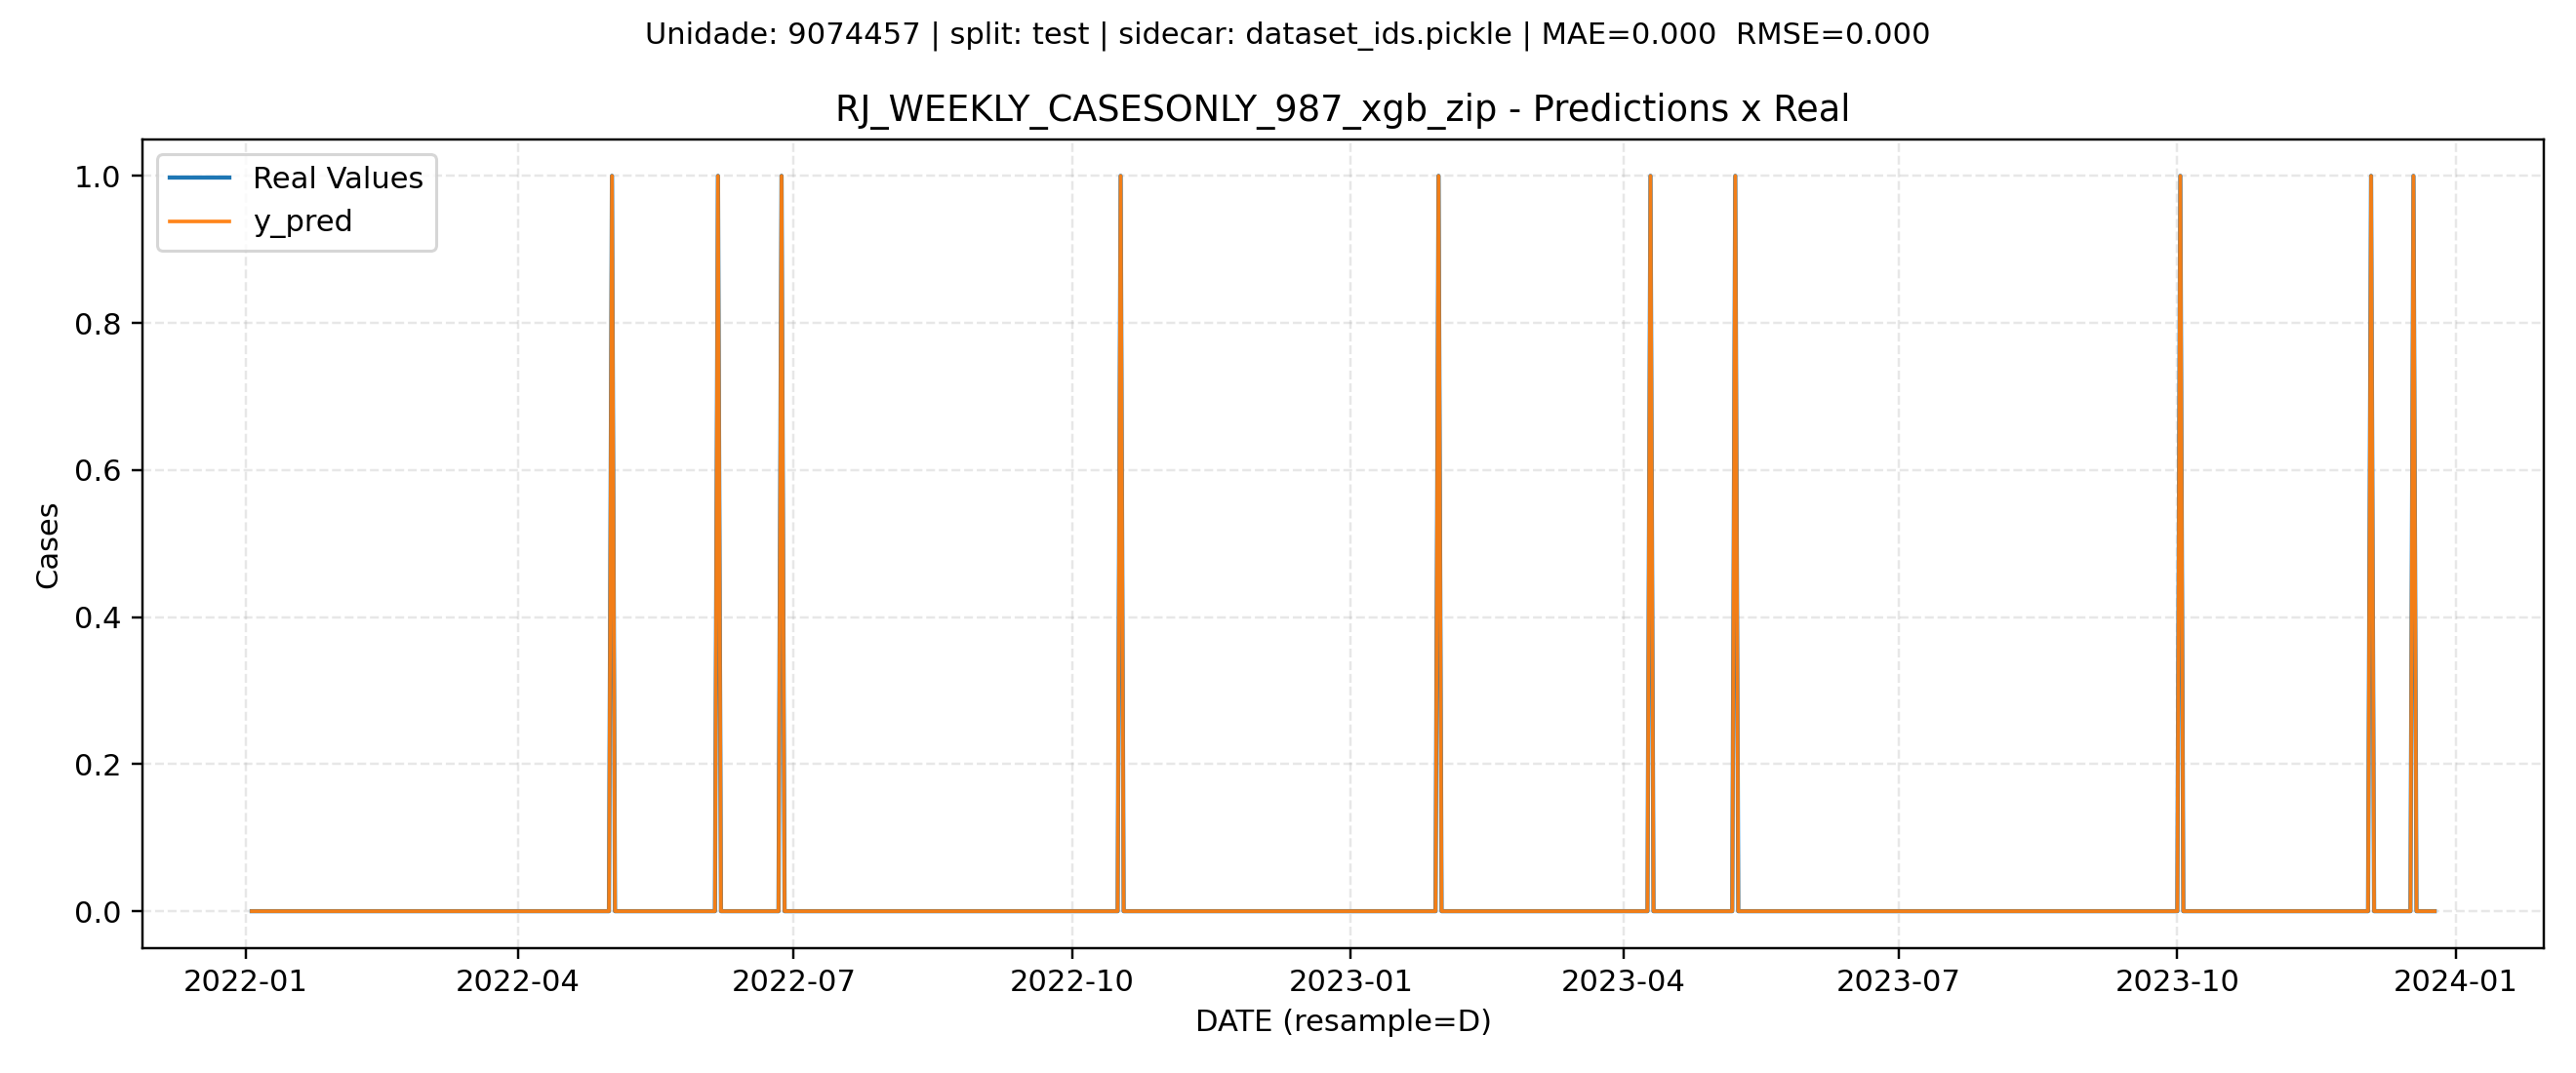 Unidade: 9074457 | split: test | sidecar: dataset_ids.pickle | MAE=0.000  RMSE=0.000
RJ_WEEKLY_CASESONLY_987_xgb_zip - Predictions x Real
Real Values
y_pred
1.0
0.8
0.6
0.4
0.2
0.0
Cases
2022-01 2022-04 2022-07 2022-10 2023-01 2023-04 2023-07 2023-10 2024-01
DATE (resample=D)